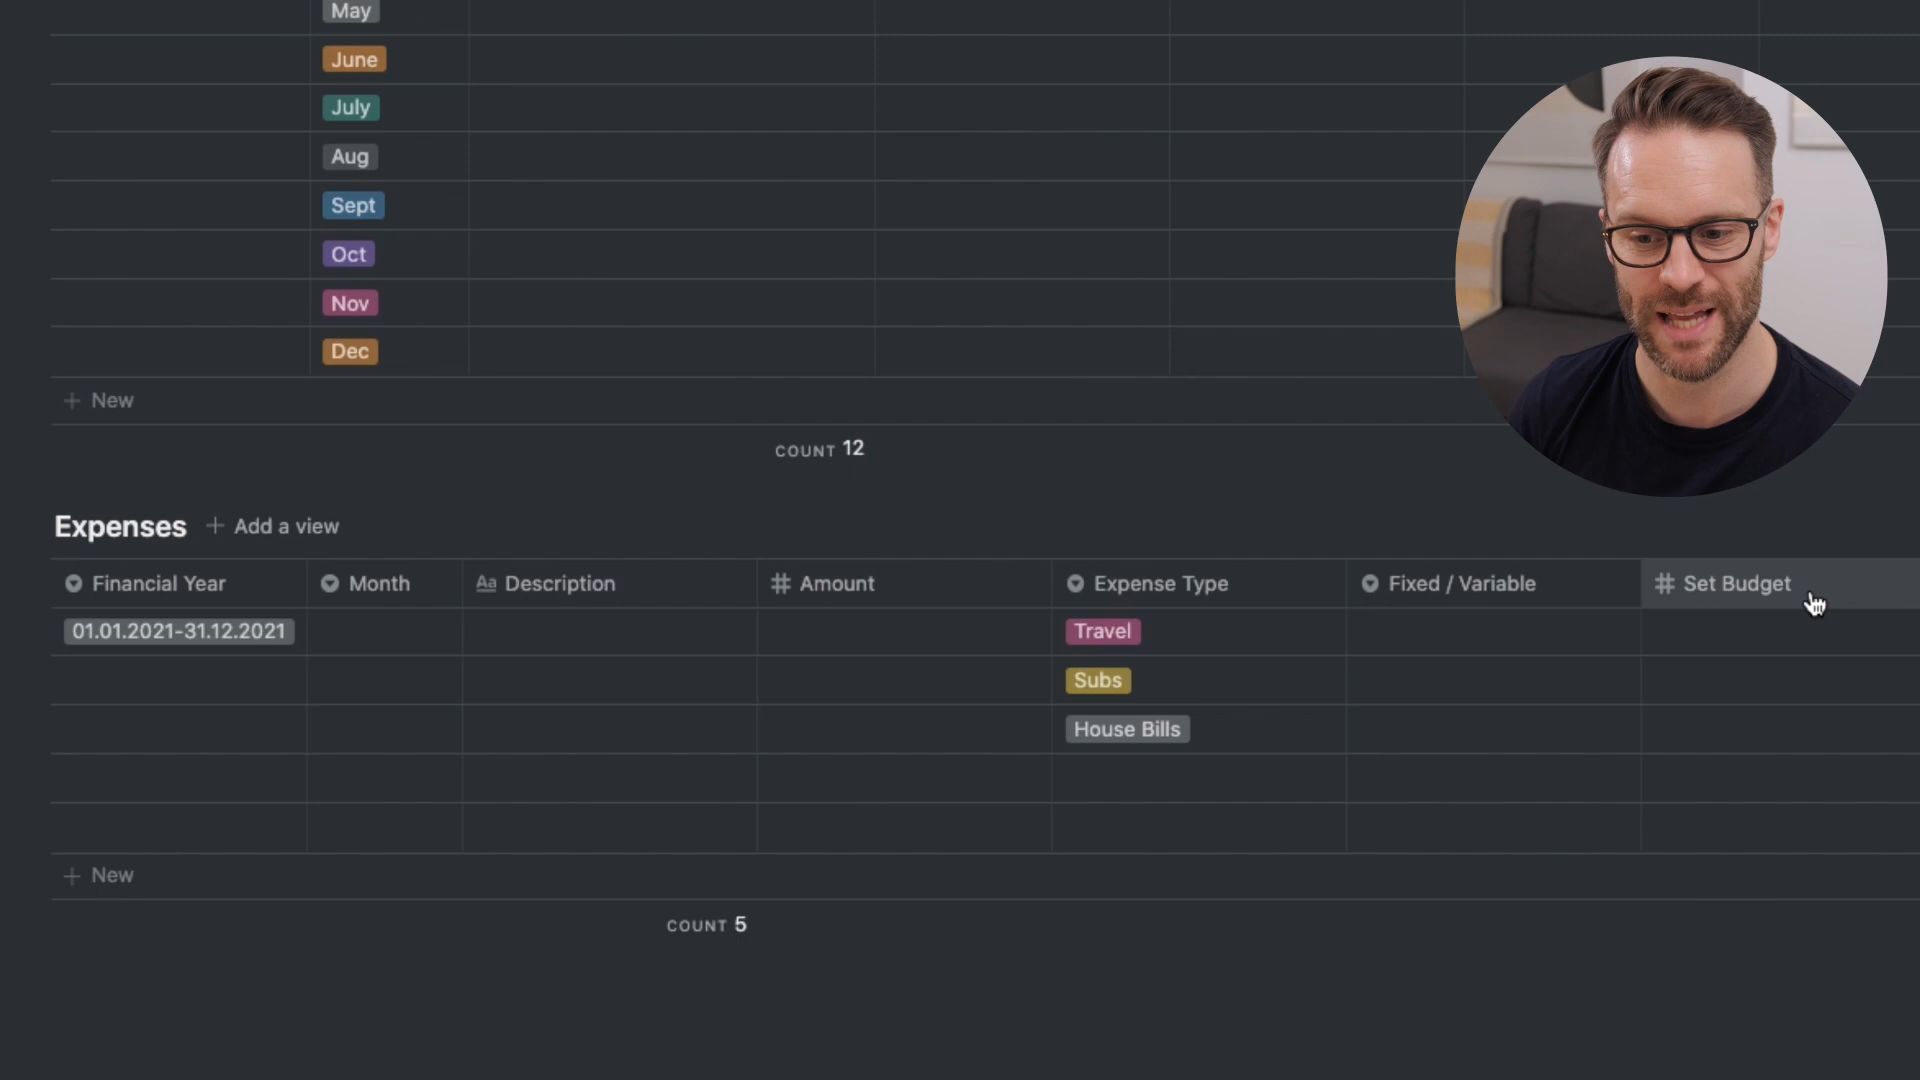 May
June
July
Aug
Sept
Oct
Nov
Dec
+ New
COUNT 12
Expenses + Add a view
Financial Year Month Aa Description # Amount Expense Type Fixed / Variable # Set Budget
01.01.2021-31.12.2021 Travel
Subs
House Bills
+ New
COUNT 5